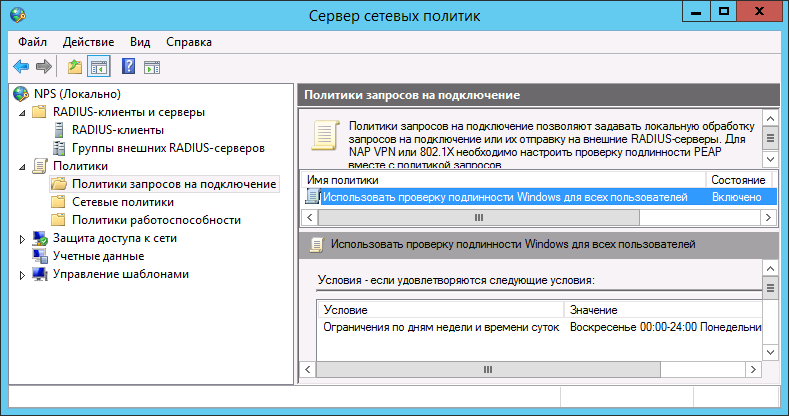 Сервер сетевых политик
Файл Действие Вид Справка
NPS (Локально)
RADIUS-клиенты и серверы
RADIUS-клиенты
Группы внешних RADIUS-серверов
Политики
Политики запросов на подключение
Сетевые политики
Политики работоспособности
Защита доступа к сети
Учетные данные
Управление шаблонами
Политики запросов на подключение
Политики запросов на подключение позволяют задавать локальную обработку
запросов на подключение или их отправку на внешние RADIUS-серверы. Для
NAP VPN или 802.1X необходимо настроить проверку подлинности PEAP
вместе с политикой запросов
Имя политики Состояние
Использовать проверку подлинности Windows для всех пользователей Включено
Использовать проверку подлинности Windows для всех пользователей
Условия - если удовлетворяются следующие условия:
Условие Значение
Ограничения по дням недели и времени суток Воскресенье 00:00-24:00 Понедельни